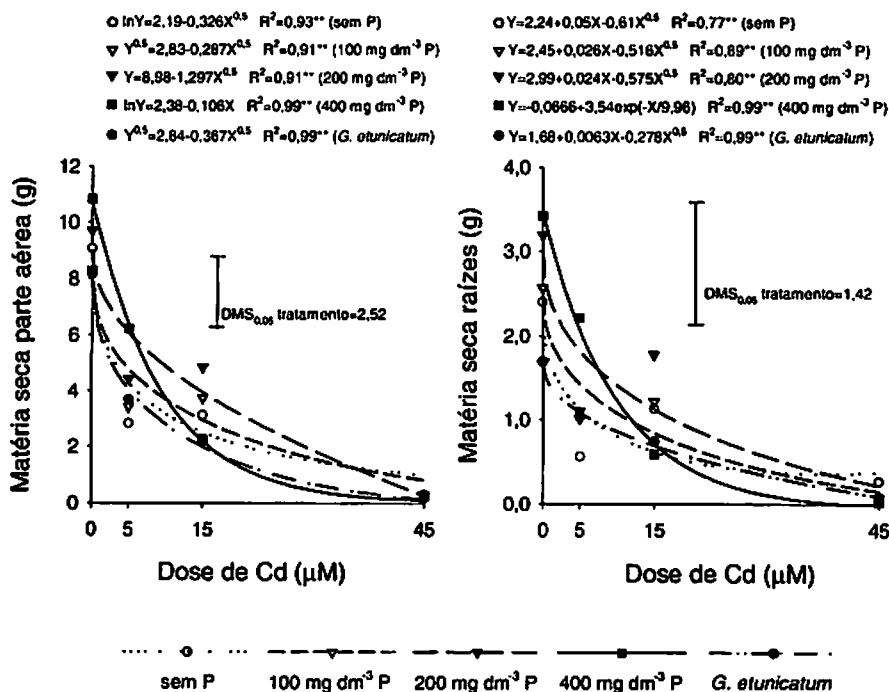 lnY=2,19-0,326X^0,5 R²=0,93** (sem P)
Y^0,5=2,83-0,287X^0,5 R²=0,91** (100 mg dm⁻³ P)
Y=8,98-1,297X^0,5 R²=0,91** (200 mg dm⁻³ P)
lnY=2,38-0,106X R²=0,99** (400 mg dm⁻³ P)
Y^0,5=2,84-0,367X^0,5 R²=0,99** (G. etunicatum)
Matéria seca parte aérea (g)
12
10
8
6
4
2
0
DMS0,05 tratamento=2,52
0 5 15 45
Dose de Cd (µM)
Y=2,24+0,05X-0,61X^0,5 R²=0,77** (sem P)
Y=2,45+0,026X-0,516X^0,5 R²=0,89** (100 mg dm⁻³ P)
Y=2,99+0,024X-0,575X^0,5 R²=0,80** (200 mg dm⁻³ P)
Y=-0,0666+3,54exp(-X/9,96) R²=0,99** (400 mg dm⁻³ P)
Y=1,68+0,0063X-0,278X^0,5 R²=0,99** (G. etunicatum)
Matéria seca raízes (g)
4,0
3,0
2,0
1,0
0,0
DMS0,05 tratamento=1,42
0 5 15 45
Dose de Cd (µM)
sem P 100 mg dm⁻³ P 200 mg dm⁻³ P 400 mg dm⁻³ P G. etunicatum